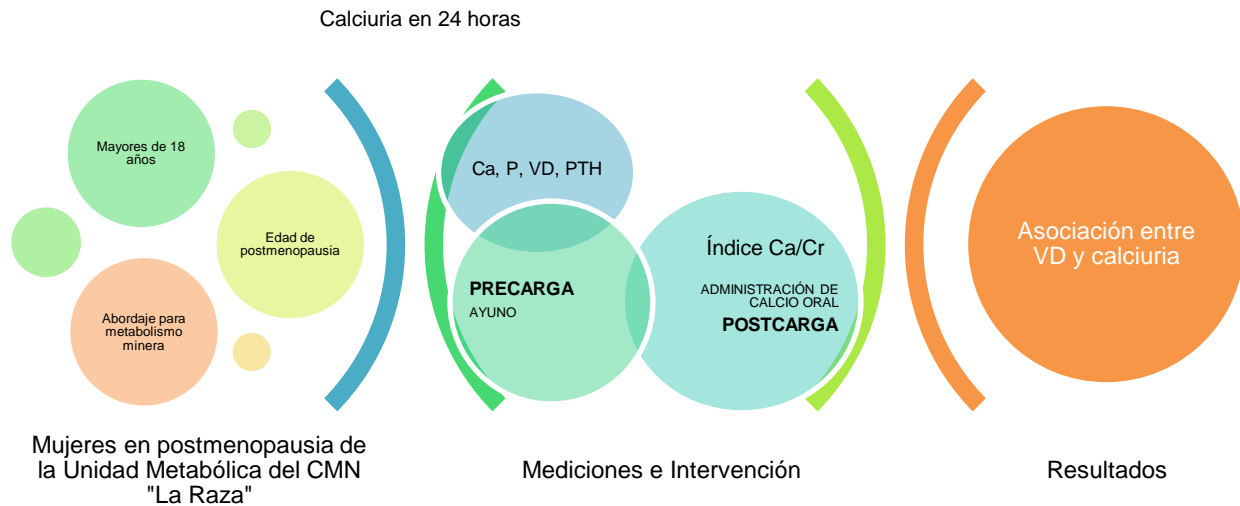 Calciuria en 24 horas
Mayores de 18
años
Edad de
postmenopausia
Abordaje para
metabolismo
minera
Mujeres en postmenopausia de
la Unidad Metabólica del CMN
"La Raza"
Ca, P, VD, PTH
PRECARGA
AYUNO
Índice Ca/Cr
ADMINISTRACIÓN DE
CALCIO ORAL
POSTCARGA
Mediciones e Intervención
Asociación entre
VD y calciuria
Resultados